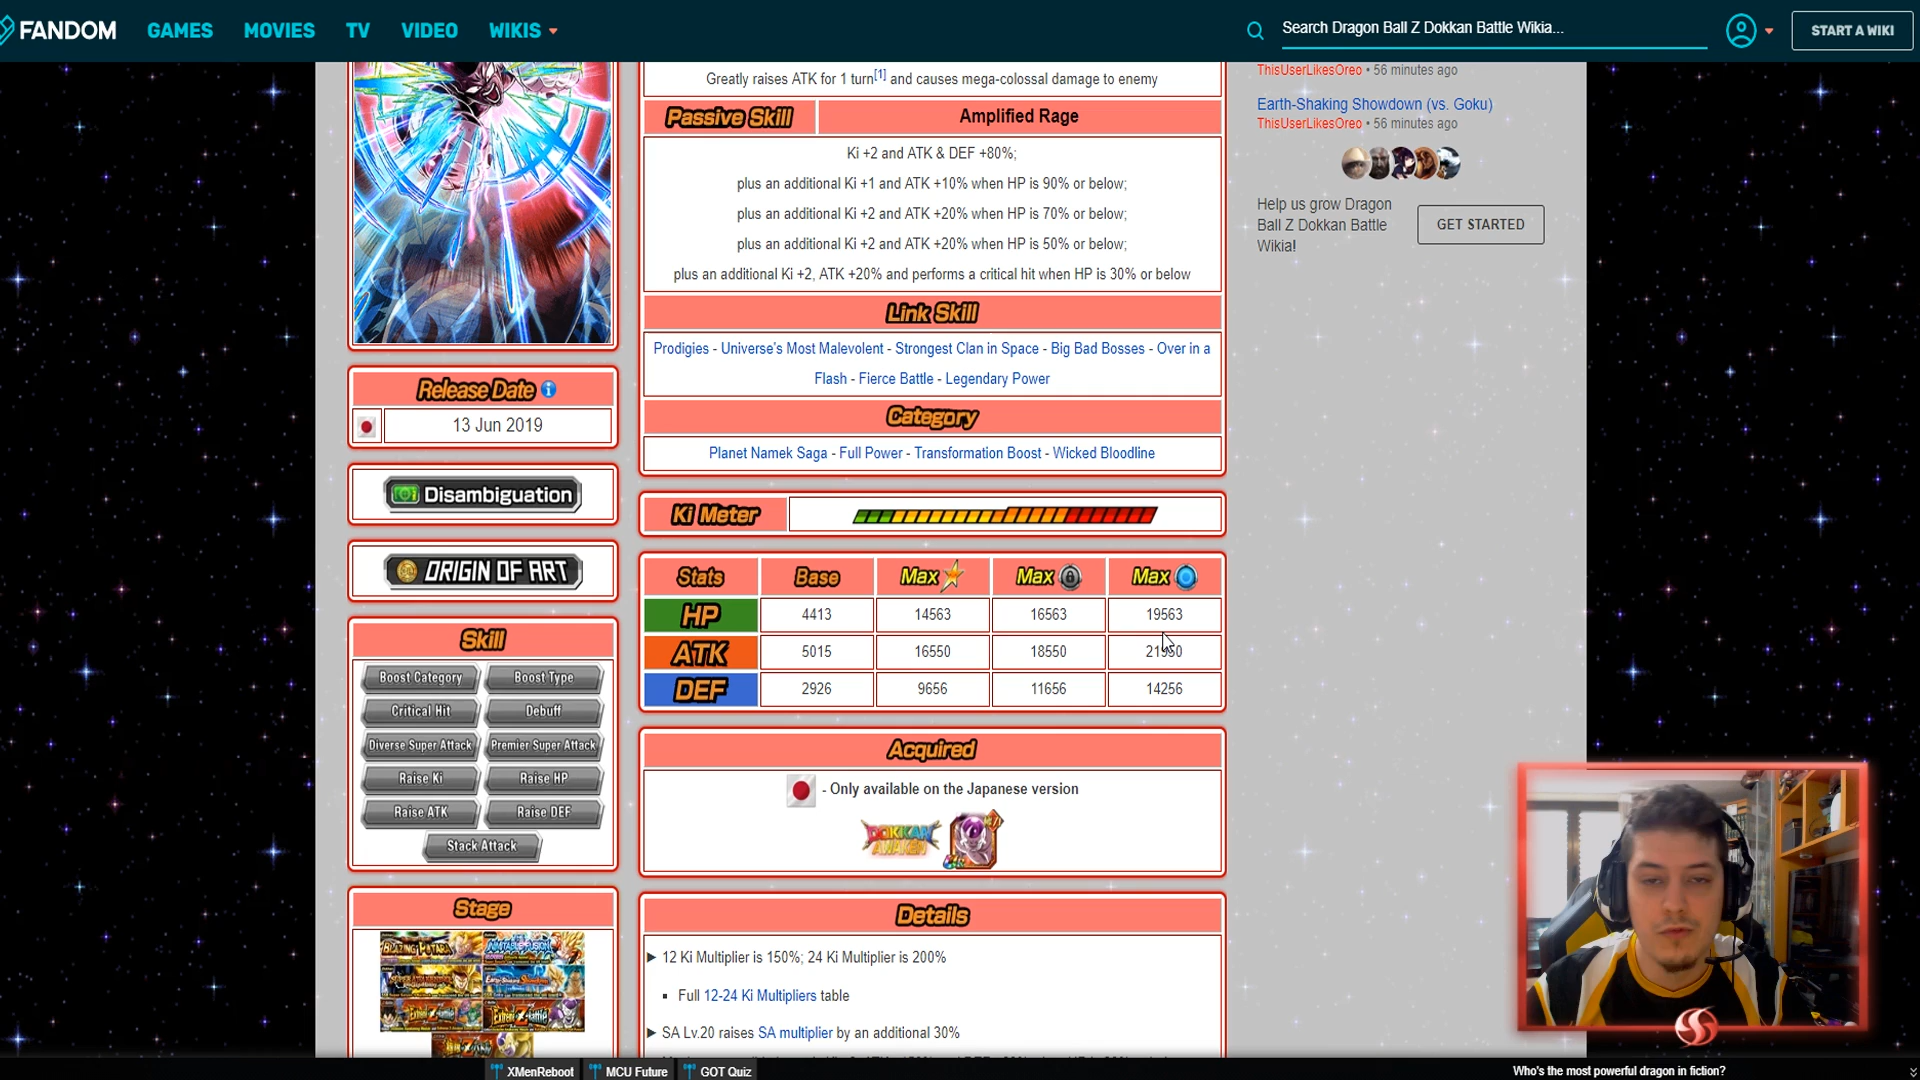 FANDOM GAMES MOVIES TV VIDEO WIKIS Search Dragon Ball Z Dokkan Battle Wikia... START A WIKI
Greatly raises ATK for 1 turn[1] and causes mega-colossal damage to enemy
Passive Skill Amplified Rage
Ki +2 and ATK & DEF +80%;
plus an additional Ki +1 and ATK +10% when HP is 90% or below;
plus an additional Ki +2 and ATK +20% when HP is 70% or below;
plus an additional Ki +2 and ATK +20% when HP is 50% or below;
plus an additional Ki +2, ATK +20% and performs a critical hit when HP is 30% or below
Link Skill
Prodigies - Universe's Most Malevolent - Strongest Clan in Space - Big Bad Bosses - Over in a
Flash - Fierce Battle - Legendary Power
Category
Planet Namek Saga - Full Power - Transformation Boost - Wicked Bloodline
Ki Meter
Stats Base Max Max Max
HP 4413 14563 16563 19563
ATK 5015 16550 18550
DEF 2926 9656 11656 14256
Acquired
- Only available on the Japanese version
DOKKAN
AWAKEN
Details
12 Ki Multiplier is 150%; 24 Ki Multiplier is 200%
Full 12-24 Ki Multipliers table
SA Lv.20 raises SA multiplier by an additional 30%
Release Date
13 Jun 2019
Disambiguation
ORIGIN OF ART
Skill
Boost Category Boost Type
Critical Hit Debuff
Diverse Super Attack Premier Super Attack
Raise Ki Raise HP
Raise ATK Raise DEF
Stack Attack
Stage
ThisUserLikesOreo • 56 minutes ago
Earth-Shaking Showdown (vs. Goku)
ThisUserLikesOreo • 56 minutes ago
Help us grow Dragon
Ball Z Dokkan Battle
Wikia!
GET STARTED
XMenReboot MCU Future GOT Quiz Who's the most powerful dragon in fiction?